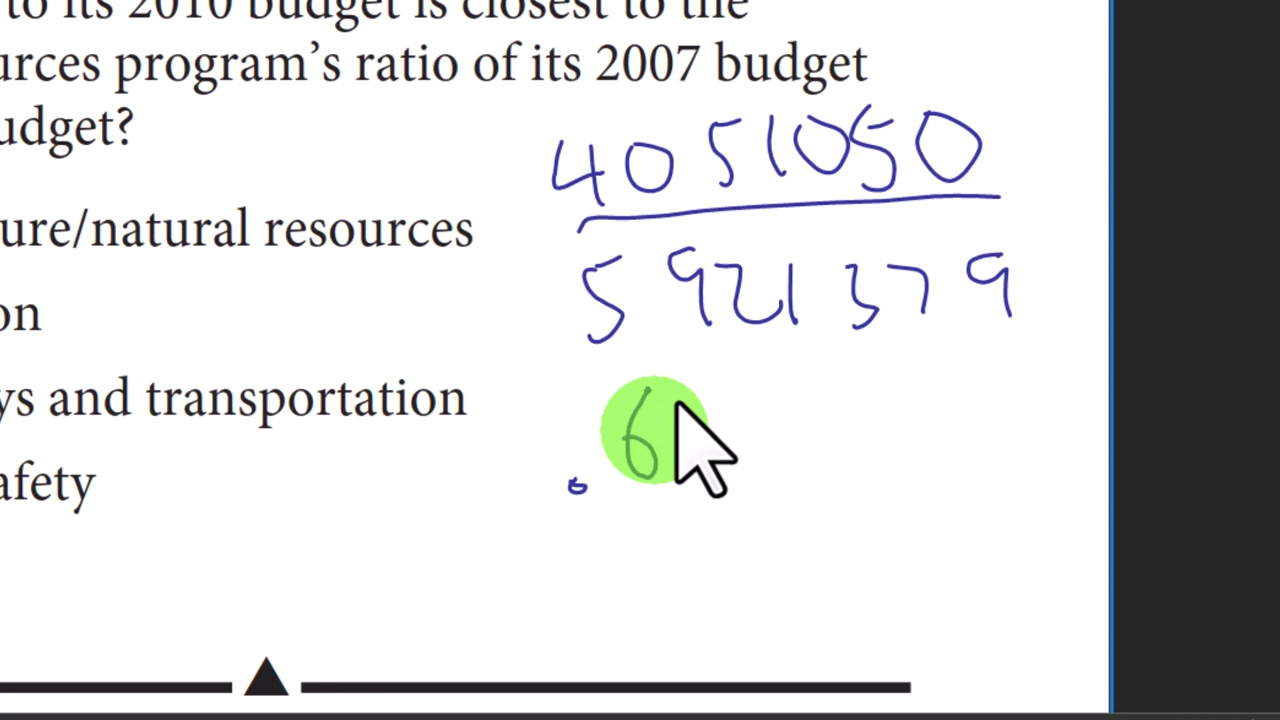 to its 2010 budget is closest to the
urces program's ratio of its 2007 budget
udget?
4051050
ure/natural resources
5921379
on
ys and transportation
.6
afety